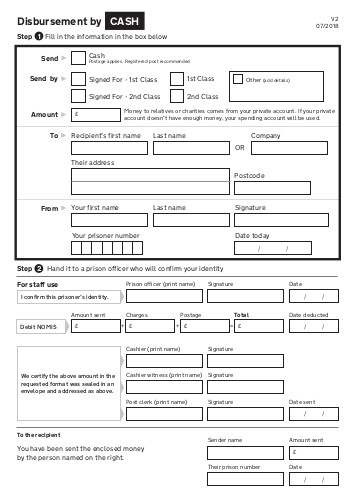 Disbursement by CASH
V2
07/2018
Step 1 Fill in the information in the box below
Send
Cash
Postage applies. Registered post recommended
Send by
Signed For - 1st Class
1st Class
Other (add details)
Signed For - 2nd Class
2nd Class
Amount
£
Money to relatives or charities comes from your private account. If your private
account doesn't have enough money, your spending account will be used.
To
Recipient's first name
Last name
OR
Company
Their address
Postcode
From
Your first name
Last name
Signature
Your prisoner number
Date today
/ /
Step 2 Hand it to a prison officer who will confirm your identity
For staff use
I confirm this prisoner's identity.
Prison officer (print name)
Signature
Date
/ /
Debit NOMIS
Amount sent
£
+
Charges
£
+
Postage
£
=
Total
£
Date deducted
/ /
We certify the above amount in the
requested format was sealed in an
envelope and addressed as above.
Cashier (print name)
Signature
Cashier witness (print name)
Signature
Post clerk (print name)
Signature
Date sent
/ /
To the recipient
You have been sent the enclosed money
by the person named on the right.
Sender name
Amount sent
£
Their prison number
Date
/ /